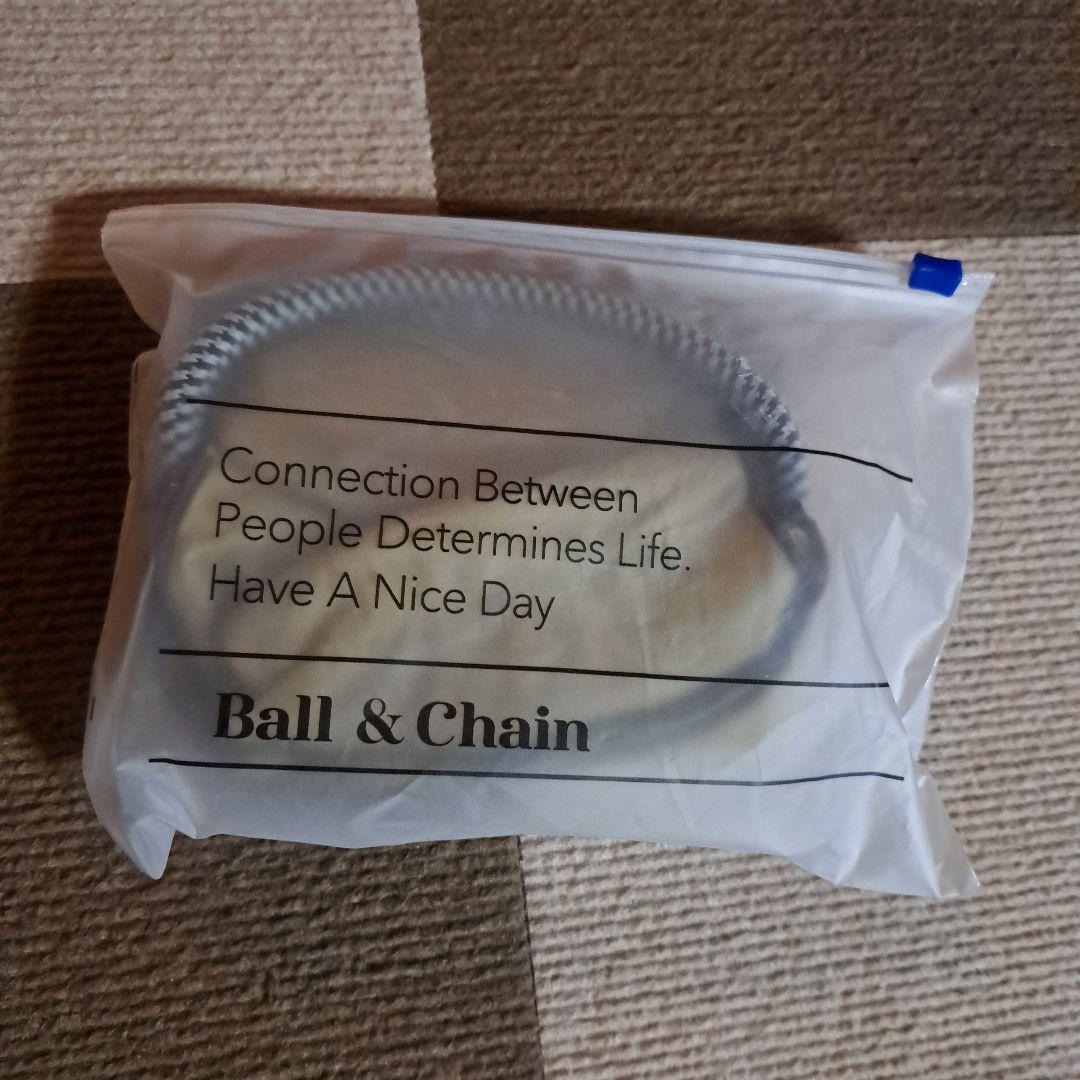 Connection Between
People Determines Life.
Have A Nice Day
Ball & Chain